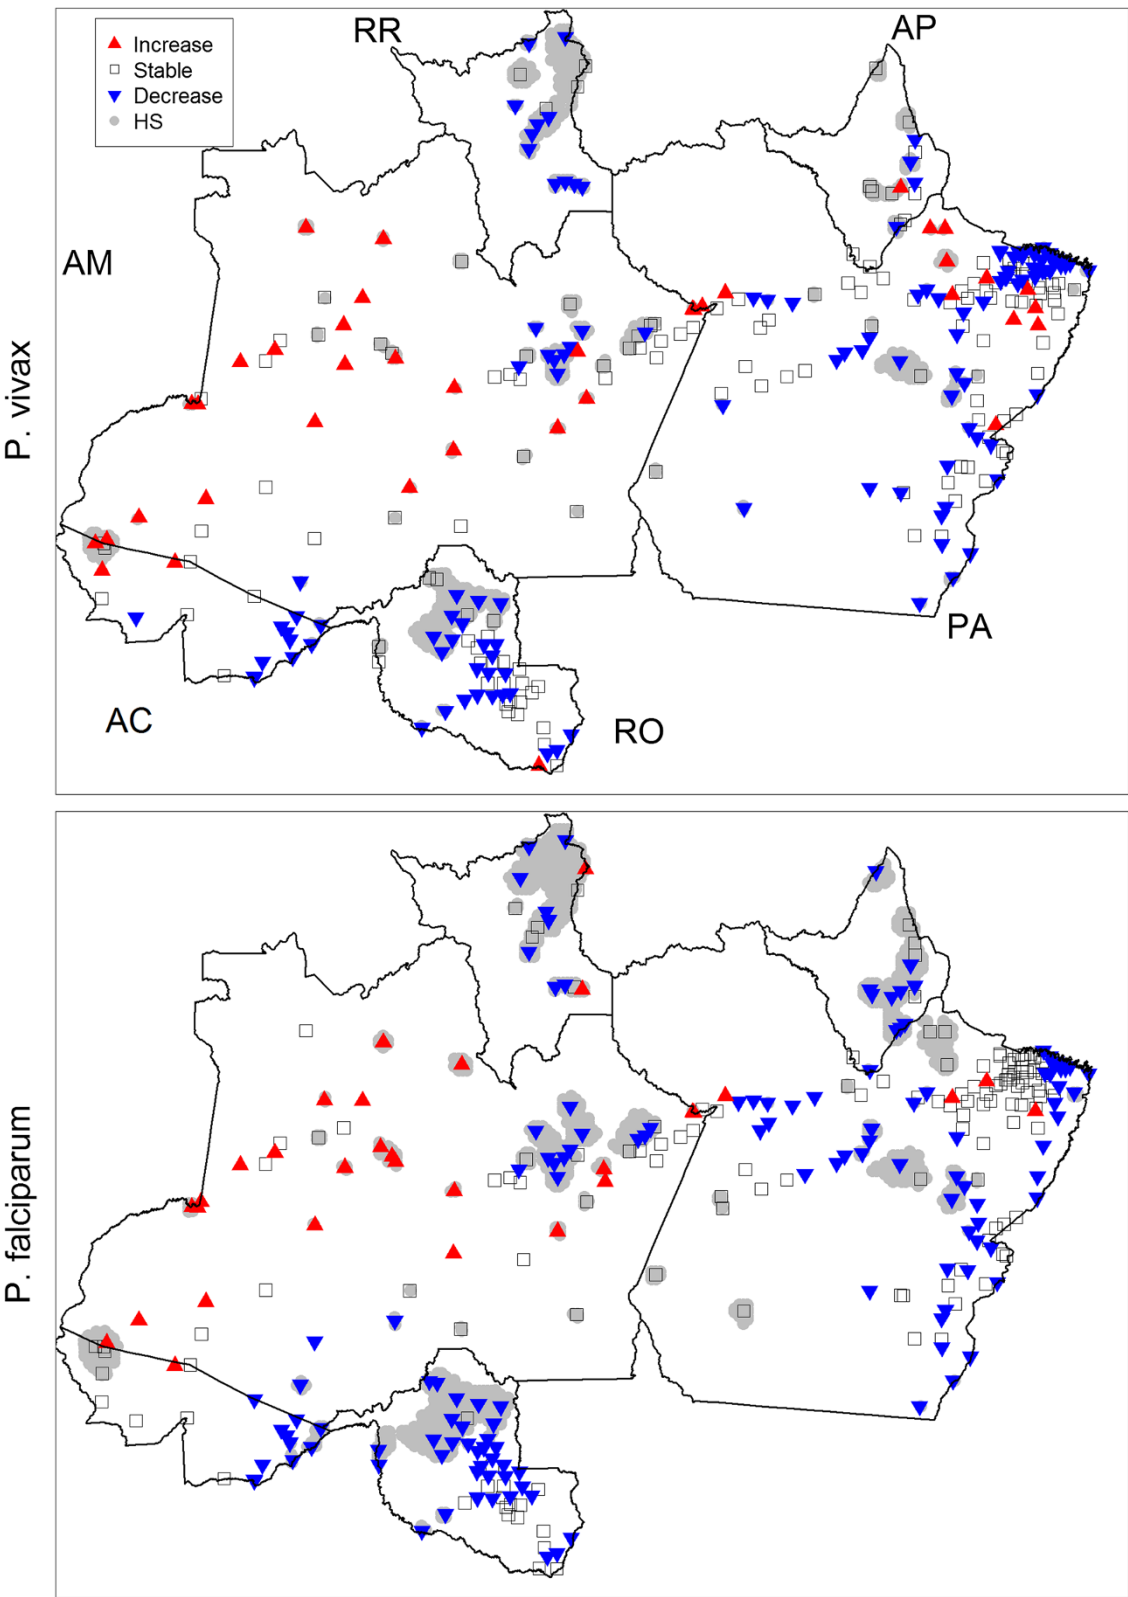 RR
AP
Increase
Stable
Decrease
HS
AM
P. vivax
PA
AC
RO
P. falciparum